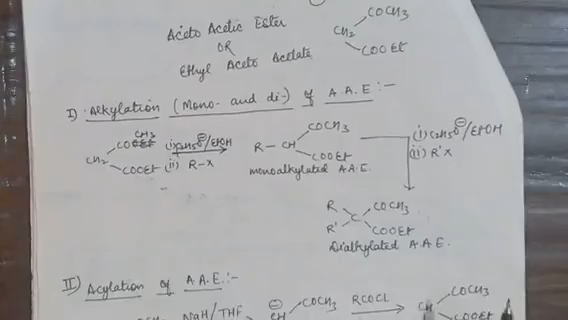 Aceto Acetic Ester
OR
Ethyl Aceto Acetate
COCH3
CH2
COOEt
I) Alkylation (Mono- and di-) of A.A.E:-
CH3
CH2
COOEt
(i) C2H5O⊖/EtOH
(ii) R-X
R-CH
COCH3
COOEt
monoalkylated A.A.E.
(i) C2H5O⊖/EtOH
(ii) R'X
R
R'
C
COCH3
COOEt
Dialkylated A.A.E.
II) Acylation of A.A.E:-
NaH/THF
⊖
CH
COCH3
RCOCl
CH
COCH3
COOEt